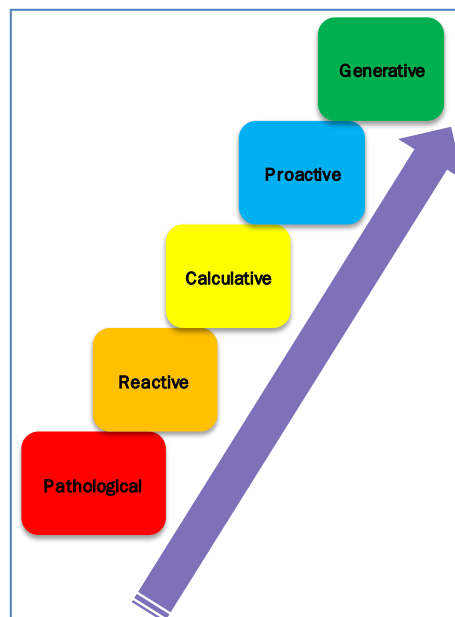 Generative
Proactive
Calculative
Reactive
Pathological